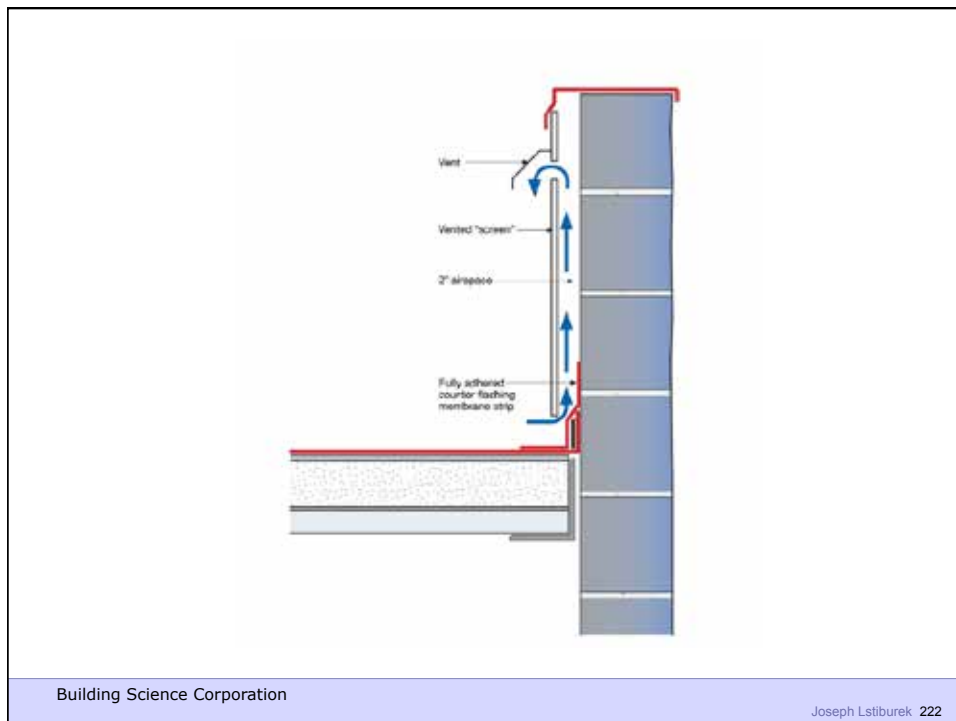 Vent
Vented "screen"
2" airspace
Fully adhered
counter flashing
membrane strip
Building Science Corporation
Joseph Lstiburek 222